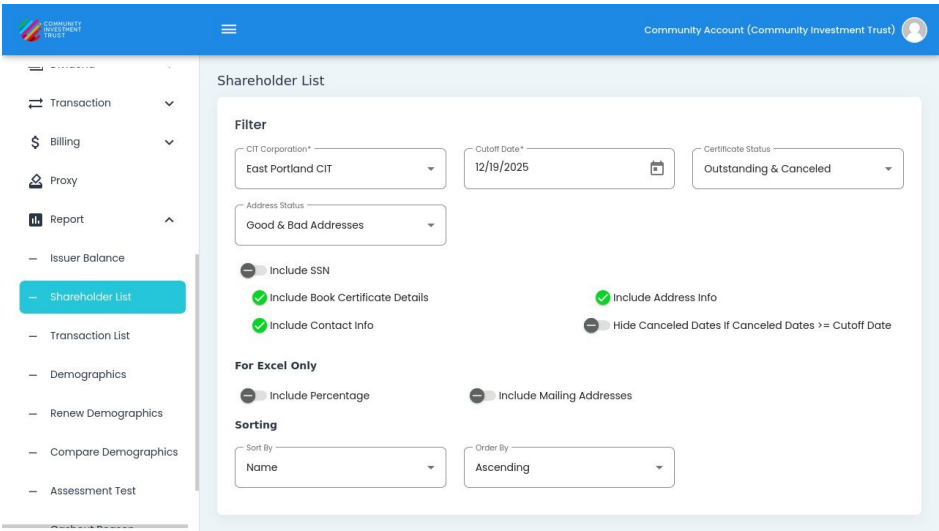 COMMUNITY
INVESTMENT
TRUST
Community Account (Community Investment Trust)
Transaction
Billing
Proxy
Report
Issuer Balance
Shareholder List
Transaction List
Demographics
Renew Demographics
Compare Demographics
Assessment Test
Shareholder List
Filter
CIT Corporation*
East Portland CIT
Cutoff Date*
12/19/2025
Certificate Status
Outstanding & Canceled
Address Status
Good & Bad Addresses
Include SSN
Include Book Certificate Details
Include Address Info
Include Contact Info
Hide Canceled Dates If Canceled Dates >= Cutoff Date
For Excel Only
Include Percentage
Include Mailing Addresses
Sorting
Sort By
Name
Order By
Ascending